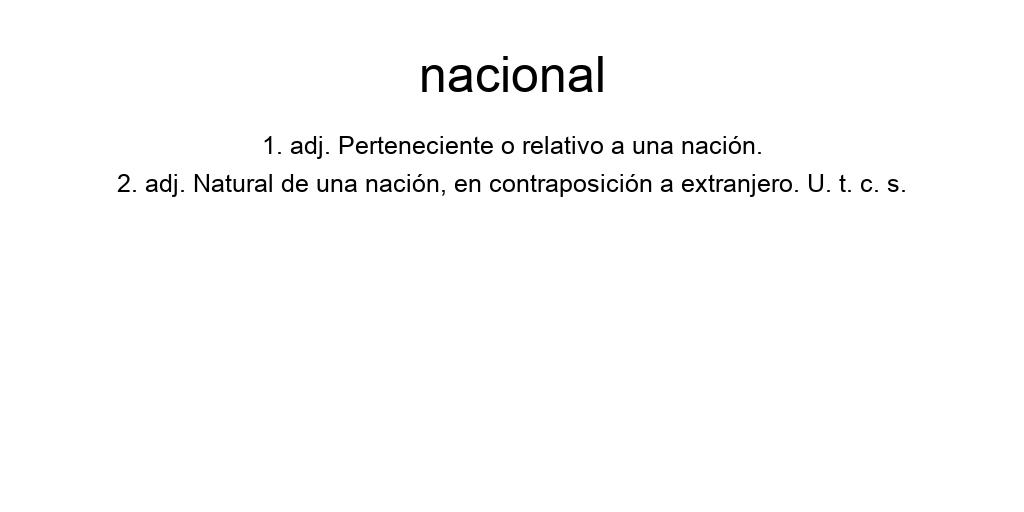 nacional
1. adj. Perteneciente o relativo a una nación.
2. adj. Natural de una nación, en contraposición a extranjero. U. t. c. s.